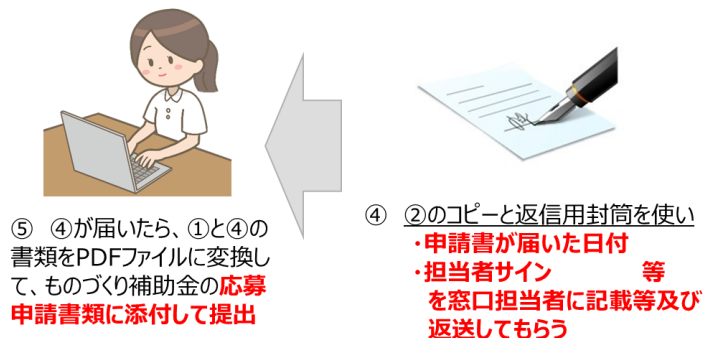 ④ ②のコピーと返信用封筒を使い
・申請書が届いた日付
・担当者サイン 等
を窓口担当者に記載等及び
返送してもらう
⑤ ④が届いたら、①と④の
書類をPDFファイルに変換し
て、ものづくり補助金の応募
申請書類に添付して提出